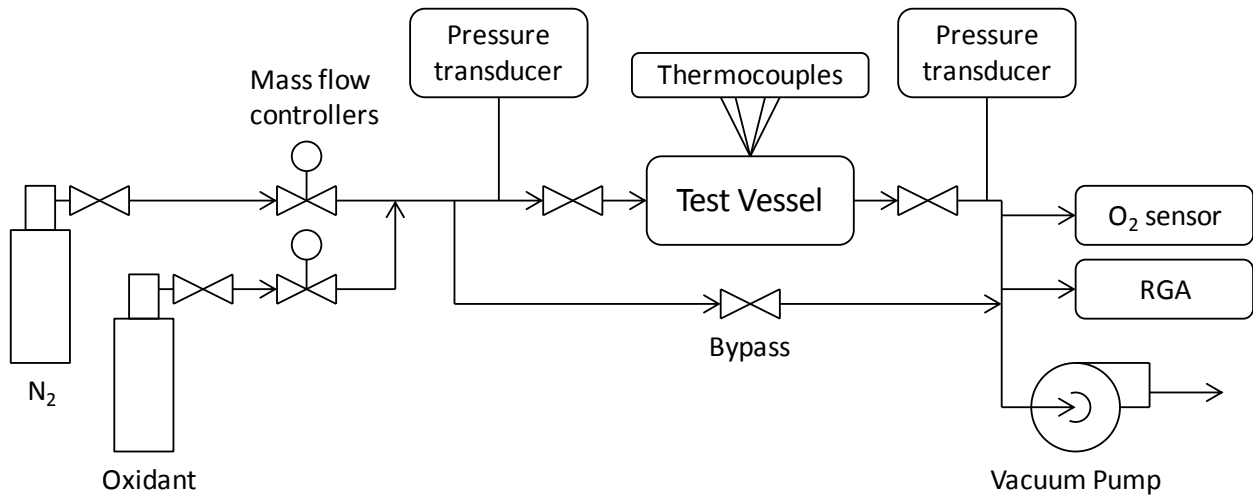 Pressure
transducer
Pressure
transducer
Thermocouples
Mass flow
controllers
Test Vessel
O₂ sensor
RGA
Bypass
N₂
Oxidant
Vacuum Pump